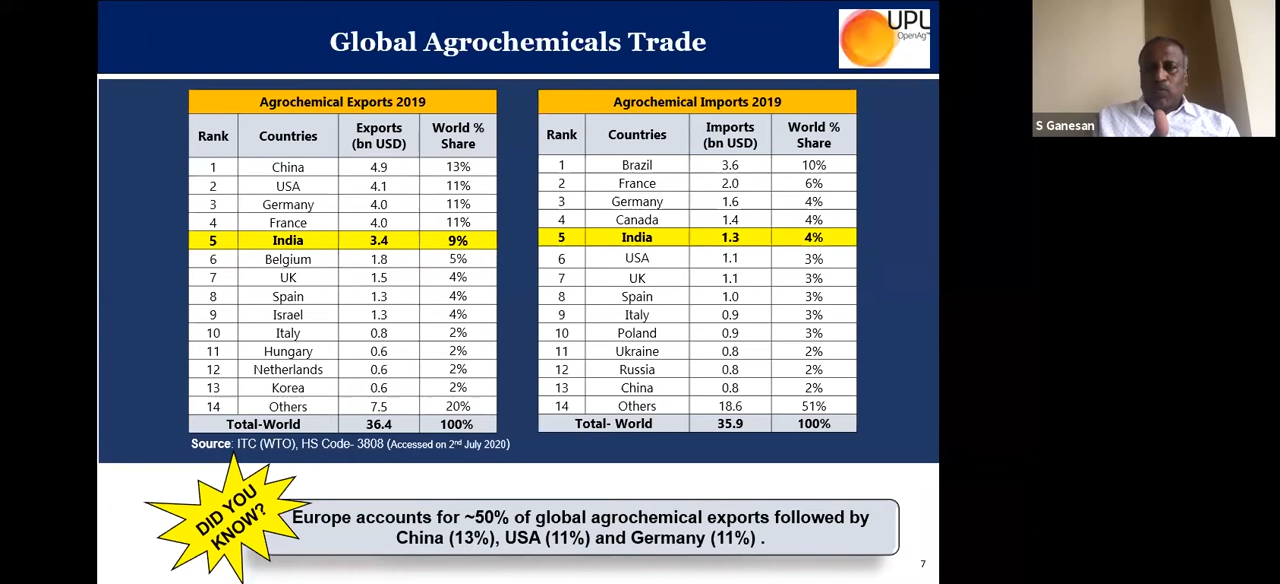 Global Agrochemicals Trade
UPL
OpenAg™
S Ganesan
Agrochemical Exports 2019
Rank Countries Exports (bn USD) World % Share
1 China 4.9 13%
2 USA 4.1 11%
3 Germany 4.0 11%
4 France 4.0 11%
5 India 3.4 9%
6 Belgium 1.8 5%
7 UK 1.5 4%
8 Spain 1.3 4%
9 Israel 1.3 4%
10 Italy 0.8 2%
11 Hungary 0.6 2%
12 Netherlands 0.6 2%
13 Korea 0.6 2%
14 Others 7.5 20%
Total-World 36.4 100%
Agrochemical Imports 2019
Rank Countries Imports (bn USD) World % Share
1 Brazil 3.6 10%
2 France 2.0 6%
3 Germany 1.6 4%
4 Canada 1.4 4%
5 India 1.3 4%
6 USA 1.1 3%
7 UK 1.1 3%
8 Spain 1.0 3%
9 Italy 0.9 3%
10 Poland 0.9 3%
11 Ukraine 0.8 2%
12 Russia 0.8 2%
13 China 0.8 2%
14 Others 18.6 51%
Total- World 35.9 100%
Source: ITC (WTO), HS Code- 3808 (Accessed on 2nd July 2020)
DID YOU
KNOW?
Europe accounts for ~50% of global agrochemical exports followed by
China (13%), USA (11%) and Germany (11%) .
7